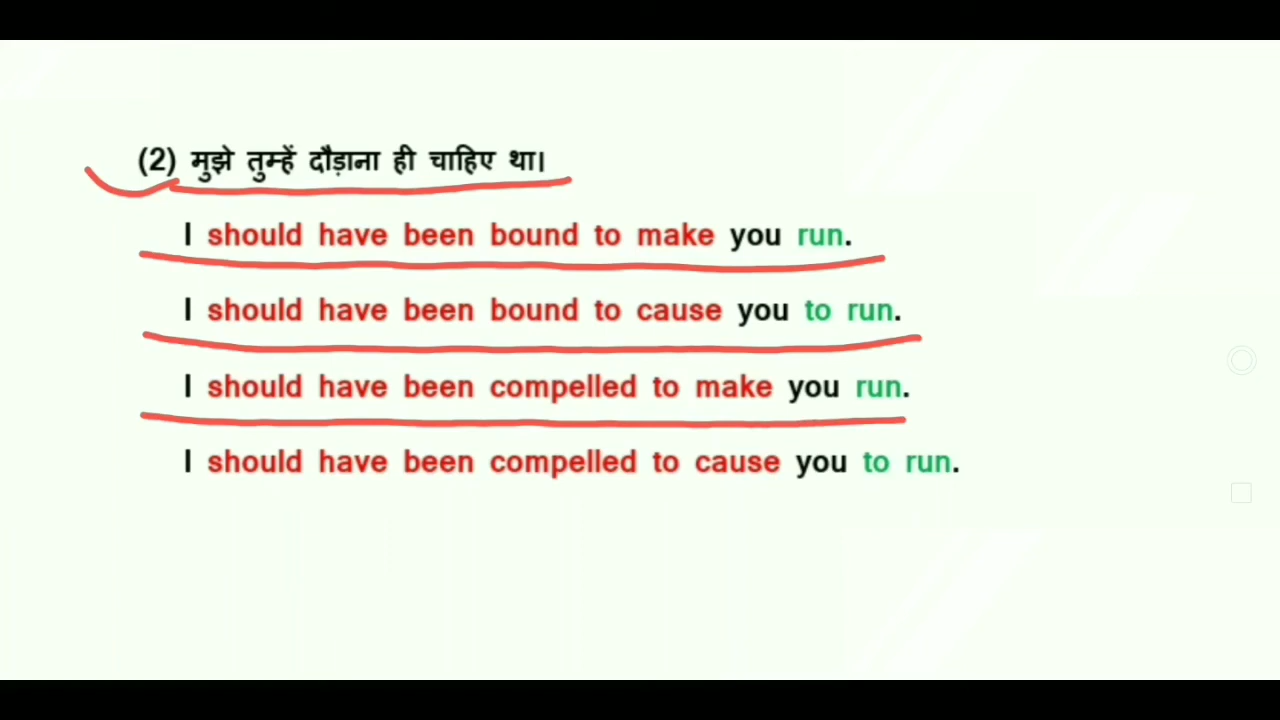 (2) मुझे तुम्हें दौड़ाना ही चाहिए था।
I should have been bound to make you run.
I should have been bound to cause you to run.
I should have been compelled to make you run.
I should have been compelled to cause you to run.